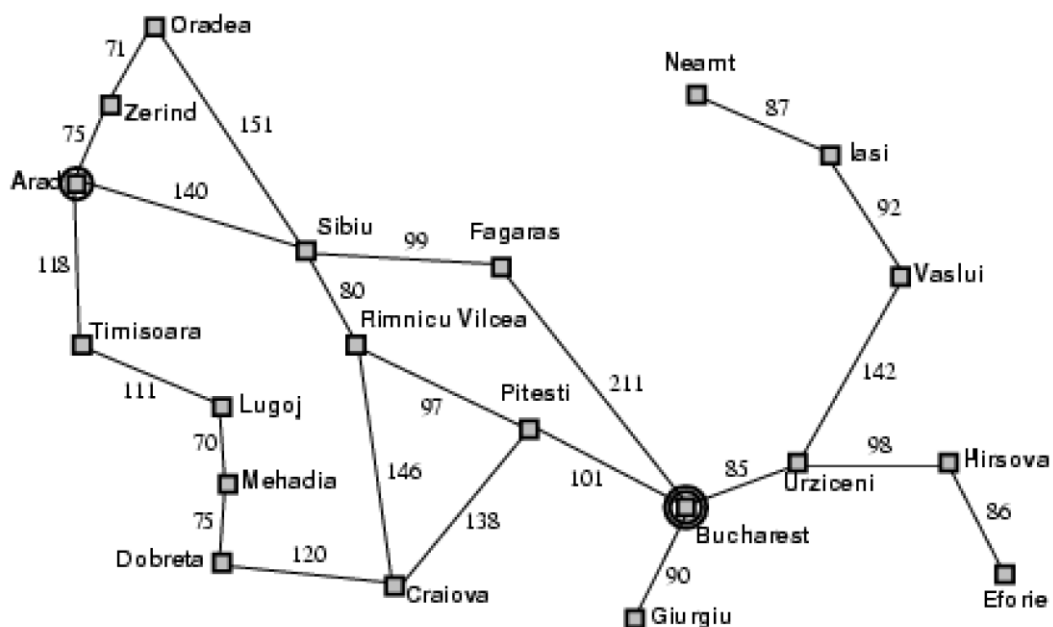 Oradea
71
Neamt
Zerind
87
75
151
Iasi
Arad
140
92
Sibiu
Fagaras
99
118
80
Vaslui
Timisoara
Rimnicu Vilcea
142
111
211
Lugoj
97
Pitesti
70
98
Hirsova
146
85
Mehadia
101
Urziceni
75
138
86
Bucharest
Dobreta
120
90
Craiova
Eforie
Giurgiu